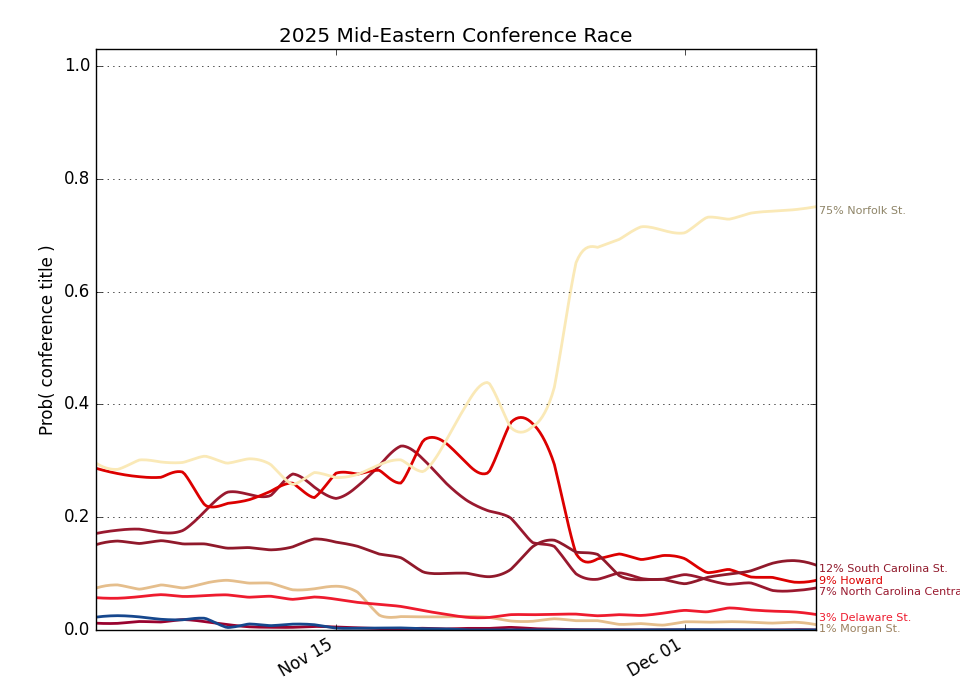 2025 Mid-Eastern Conference Race
Prob( conference title )
1.0
0.8
0.6
0.4
0.2
0.0
Nov 15
Dec 01
75% Norfolk St.
12% South Carolina St.
9% Howard
7% North Carolina Centra
3% Delaware St.
1% Morgan St.